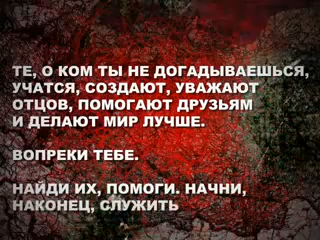 ТЕ, О КОМ ТЫ НЕ ДОГАДЫВАЕШЬСЯ,
УЧАТСЯ, СОЗДАЮТ, УВАЖАЮТ
ОТЦОВ, ПОМОГАЮТ ДРУЗЬЯМ
И ДЕЛАЮТ МИР ЛУЧШЕ.
ВОПРЕКИ ТЕБЕ.
НАЙДИ ИХ, ПОМОГИ. НАЧНИ,
НАКОНЕЦ, СЛУЖИТЬ